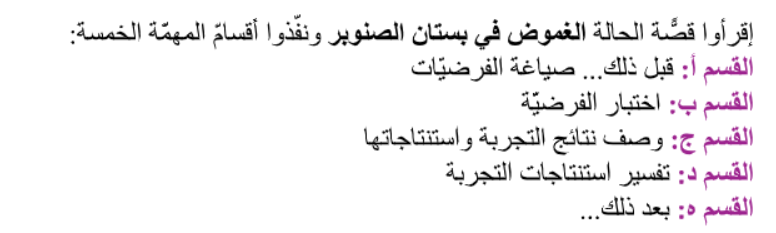 إقرأوا قصَّة الحالة الغموض في بستان الصنوبر ونفّذوا أقسامّ المهمّة الخمسة:
القسم أ: قبل ذلك... صياغة الفرضيّات
القسم ب: اختبار الفرضيّة
القسم ج: وصف نتائج التجربة واستنتاجاتها
القسم د: تفسير استنتاجات التجربة
القسم ه: بعد ذلك...